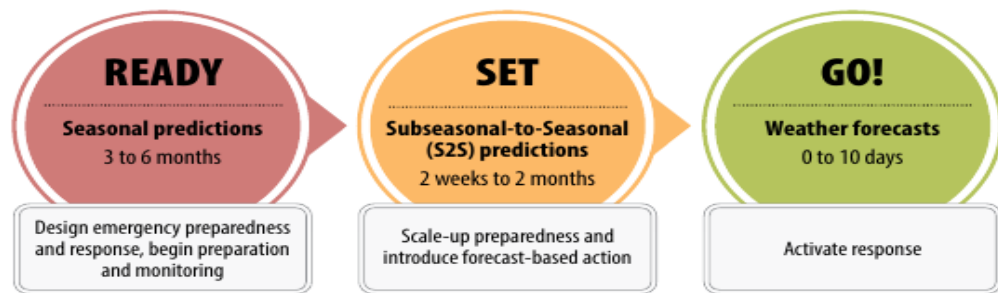 READY
Seasonal predictions
3 to 6 months
Design emergency preparedness
and response, begin preparation
and monitoring
SET
Subseasonal-to-Seasonal
(S2S) predictions
2 weeks to 2 months
Scale-up preparedness and
introduce forecast-based action
GO!
Weather forecasts
0 to 10 days
Activate response